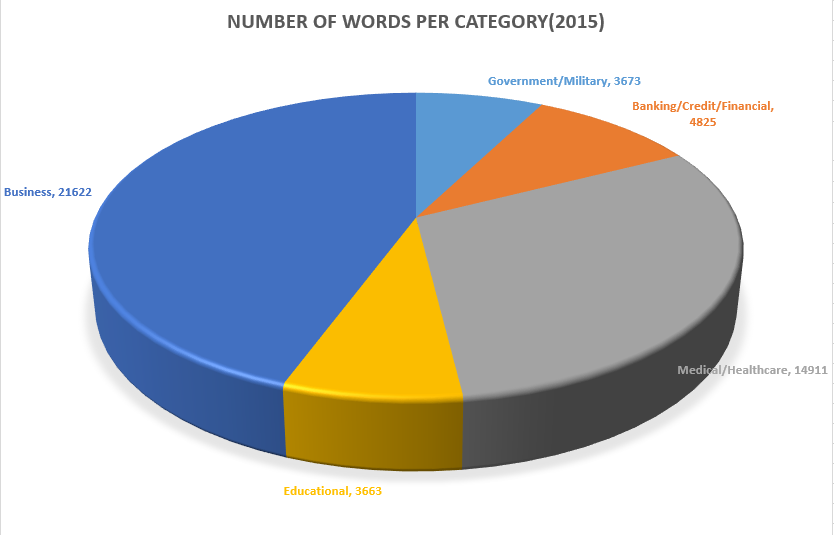 NUMBER OF WORDS PER CATEGORY(2015)
Government/Military, 3673
Banking/Credit/Financial,
4825
Business, 21622
Medical/Healthcare, 14911
Educational, 3663